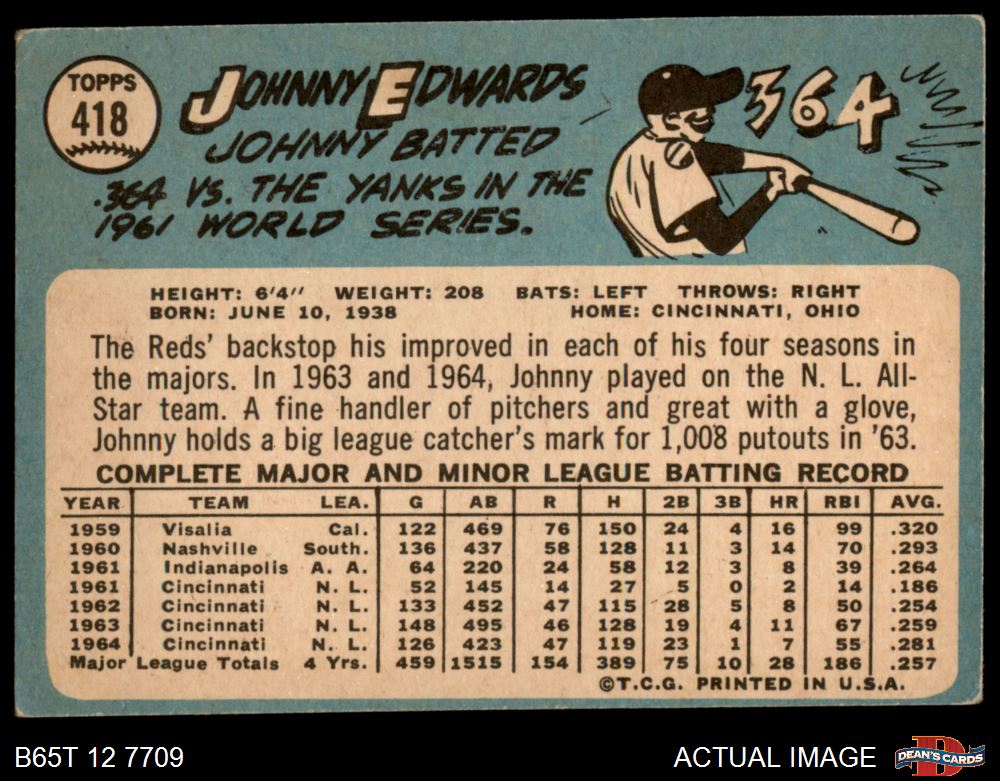 TOPPS
418
JOHNNY EDWARDS
JOHNNY BATTED
.364 VS. THE YANKS IN THE
1961 WORLD SERIES.
364
HEIGHT: 6'4" WEIGHT: 208 BATS: LEFT THROWS: RIGHT
BORN: JUNE 10, 1938 HOME: CINCINNATI, OHIO
The Reds' backstop his improved in each of his four seasons in
the majors. In 1963 and 1964, Johnny played on the N. L. All-
Star team. A fine handler of pitchers and great with a glove,
Johnny holds a big league catcher's mark for 1,008 putouts in '63.
COMPLETE MAJOR AND MINOR LEAGUE BATTING RECORD
YEAR TEAM LEA. G AB R H 2B 3B HR RBI AVG.
1959 Visalia Cal. 122 469 76 150 24 4 16 99 .320
1960 Nashville South. 136 437 58 128 11 3 14 70 .293
1961 Indianapolis A. A. 64 220 24 58 12 3 8 39 .264
1961 Cincinnati N. L. 52 145 14 27 5 0 2 14 .186
1962 Cincinnati N. L. 133 452 47 115 28 5 8 50 .254
1963 Cincinnati N. L. 148 495 46 128 19 4 11 67 .259
1964 Cincinnati N. L. 126 423 47 119 23 1 7 55 .281
Major League Totals 4 Yrs. 459 1515 154 389 75 10 28 186 .257
©T.C.G. PRINTED IN U.S.A.
B65T 12 7709
ACTUAL IMAGE
DEAN'S CARDS